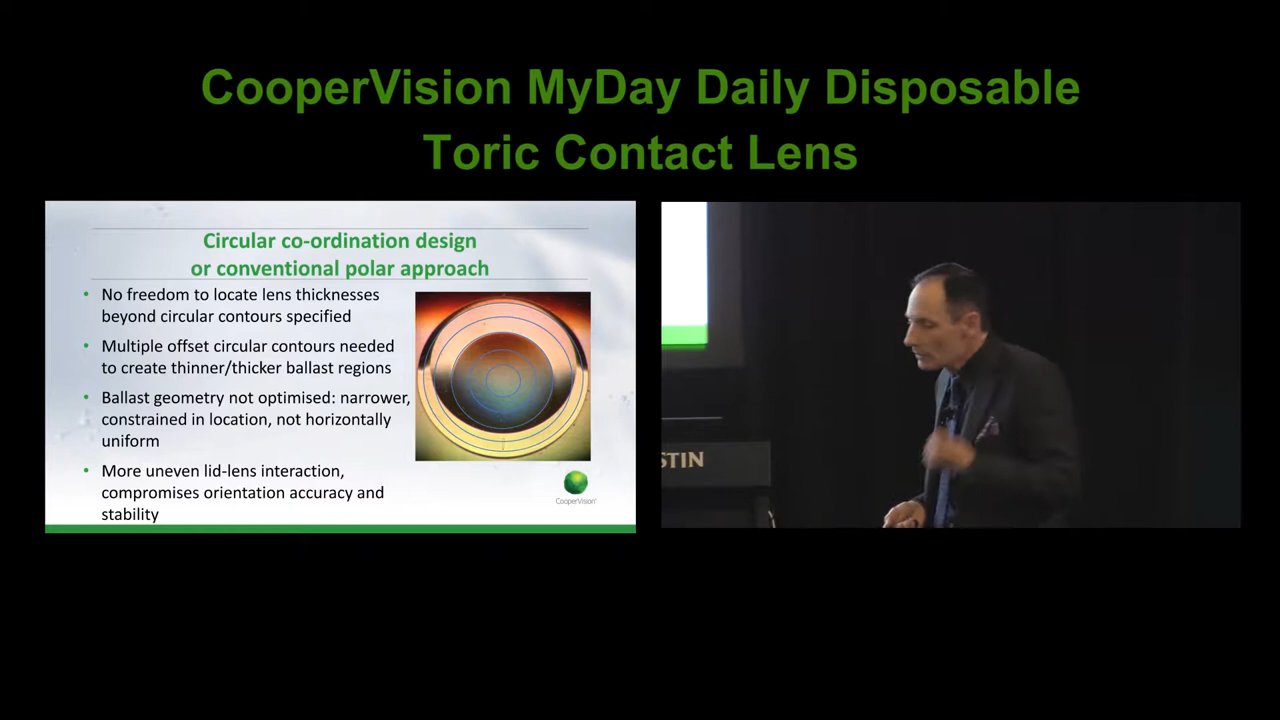 CooperVision MyDay Daily Disposable
Toric Contact Lens
Circular co-ordination design
or conventional polar approach
• No freedom to locate lens thicknesses
beyond circular contours specified
• Multiple offset circular contours needed
to create thinner/thicker ballast regions
• Ballast geometry not optimised: narrower,
constrained in location, not horizontally
uniform
• More uneven lid-lens interaction,
compromises orientation accuracy and
stability
CooperVision
STIN